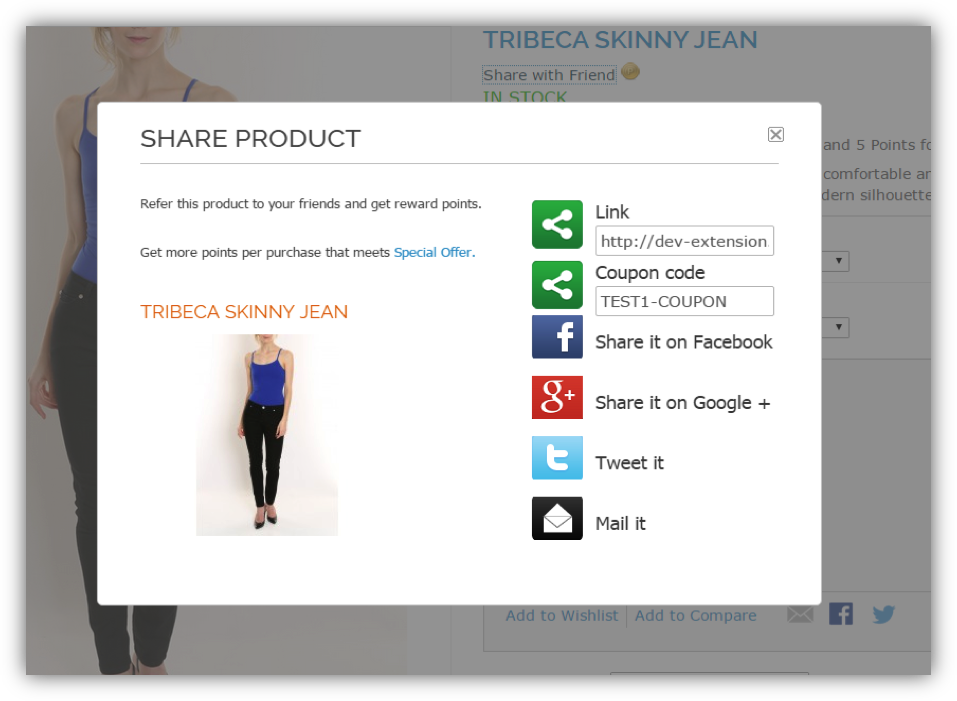 TRIBECA SKINNY JEAN
Share with Friend
IN STOCK
and 5 Points fo
comfortable an
dern silhouette
SHARE PRODUCT
Refer this product to your friends and get reward points.
Get more points per purchase that meets Special Offer.
TRIBECA SKINNY JEAN
Link
http://dev-extension.
Coupon code
TEST1-COUPON
Share it on Facebook
g+
Share it on Google +
Tweet it
Mail it
Add to Wishlist
Add to Compare